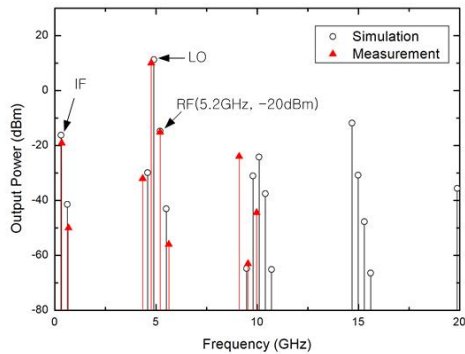 Simulation
Measurement
LO
IF
RF(5.2GHz, -20dBm)
Output Power (dBm)
20
0
-20
-40
-60
-80
0
5
10
15
20
Frequency (GHz)